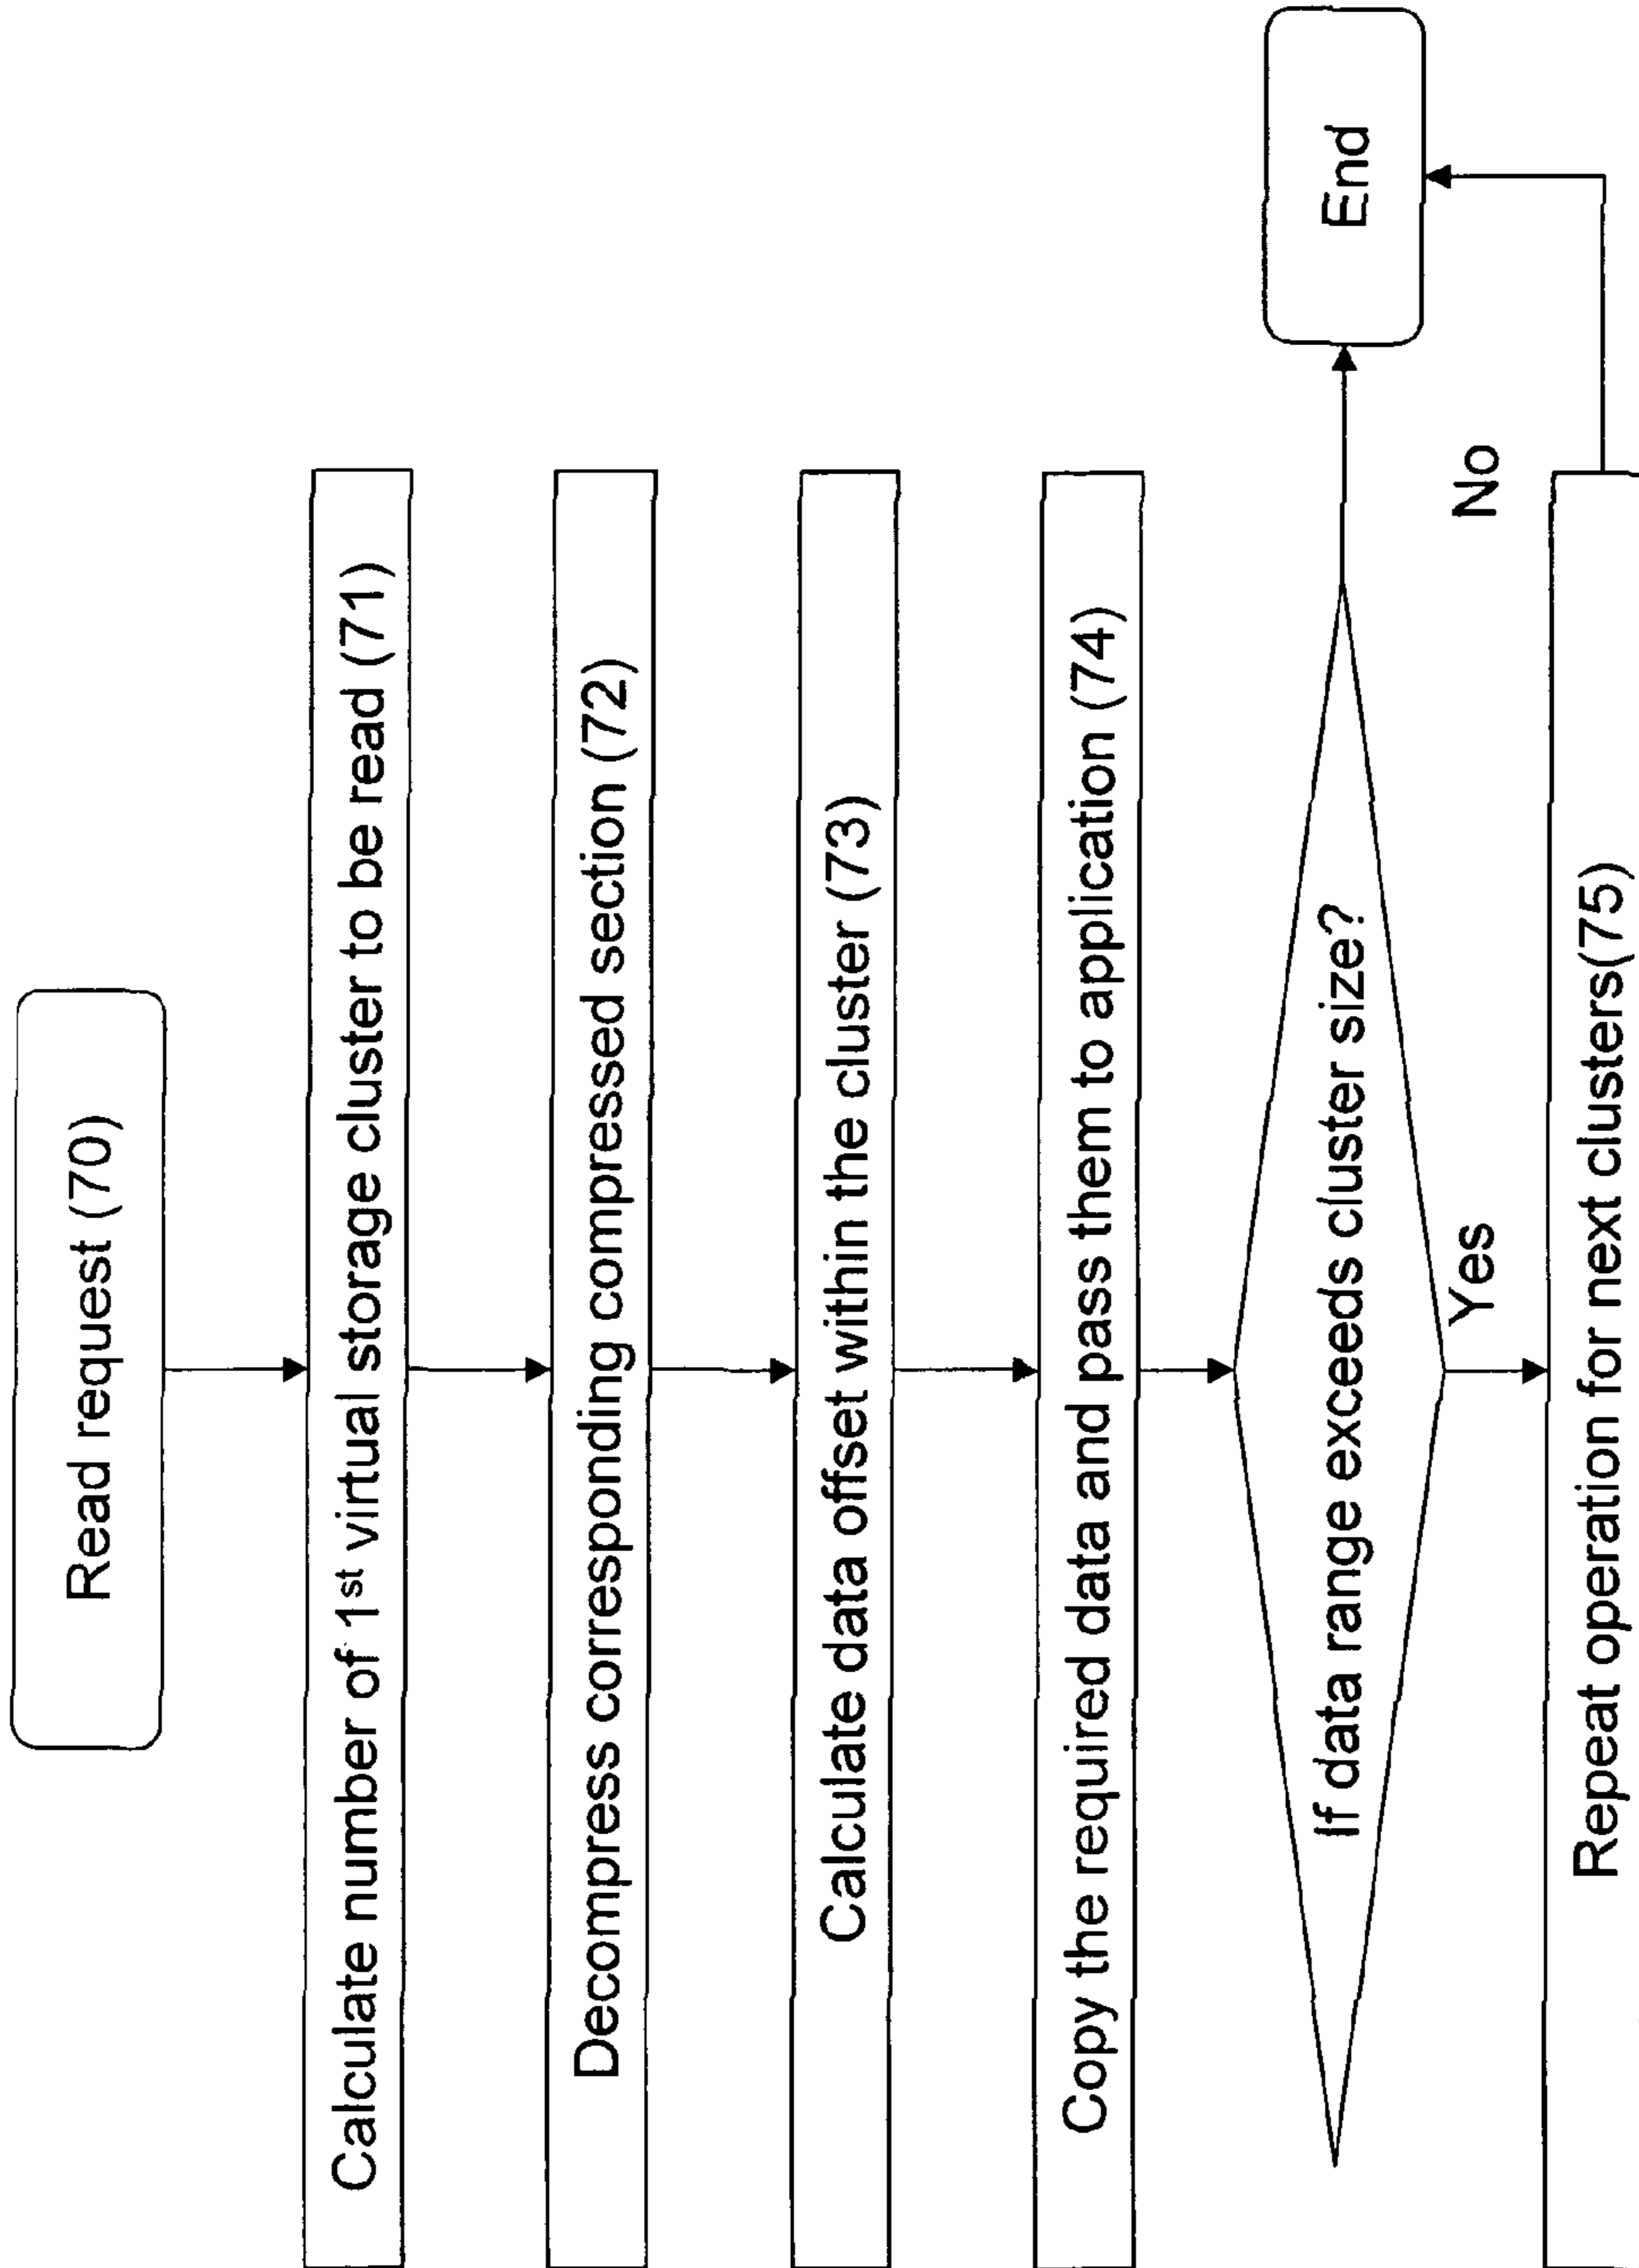 Read request (70)
Calculate number of 1st virtual storage cluster to be read (71)
Decompress corresponding compressed section (72)
Calculate data offset within the cluster (73)
Copy the required data and pass them to application (74)
If data range exceeds cluster size?
End
Yes
No
Repeat operation for next clusters(75)